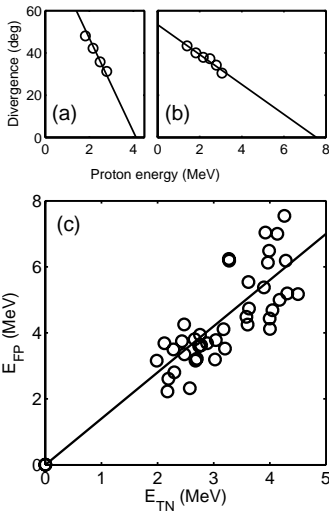 60
40
20
0
Divergence (deg)
(a)
(b)
0 2 4
0 2 4 6 8
Proton energy (MeV)
8
6
4
2
0
E_FP (MeV)
(c)
0 1 2 3 4 5
E_TN (MeV)